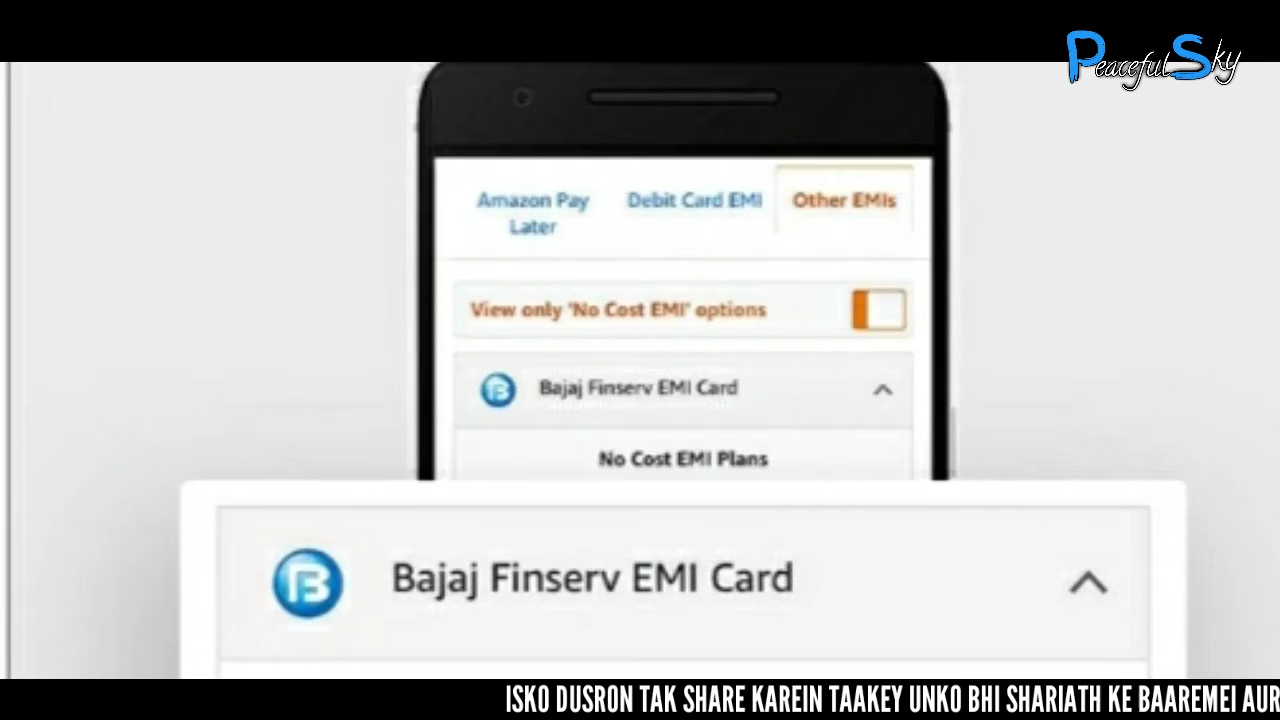 PeacefulSky
Amazon Pay
Later
Debit Card EMI
Other EMIs
View only 'No Cost EMI' options
Bajaj Finserv EMI Card
No Cost EMI Plans
B
Bajaj Finserv EMI Card
ISKO DUSRON TAK SHARE KAREIN TAAKEY UNKO BHI SHARIATH KE BAAREMEI AUR